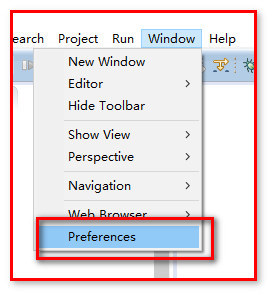 earch Project Run Window Help
New Window
Editor
Hide Toolbar
Show View
Perspective
Navigation
Web Browser
Preferences